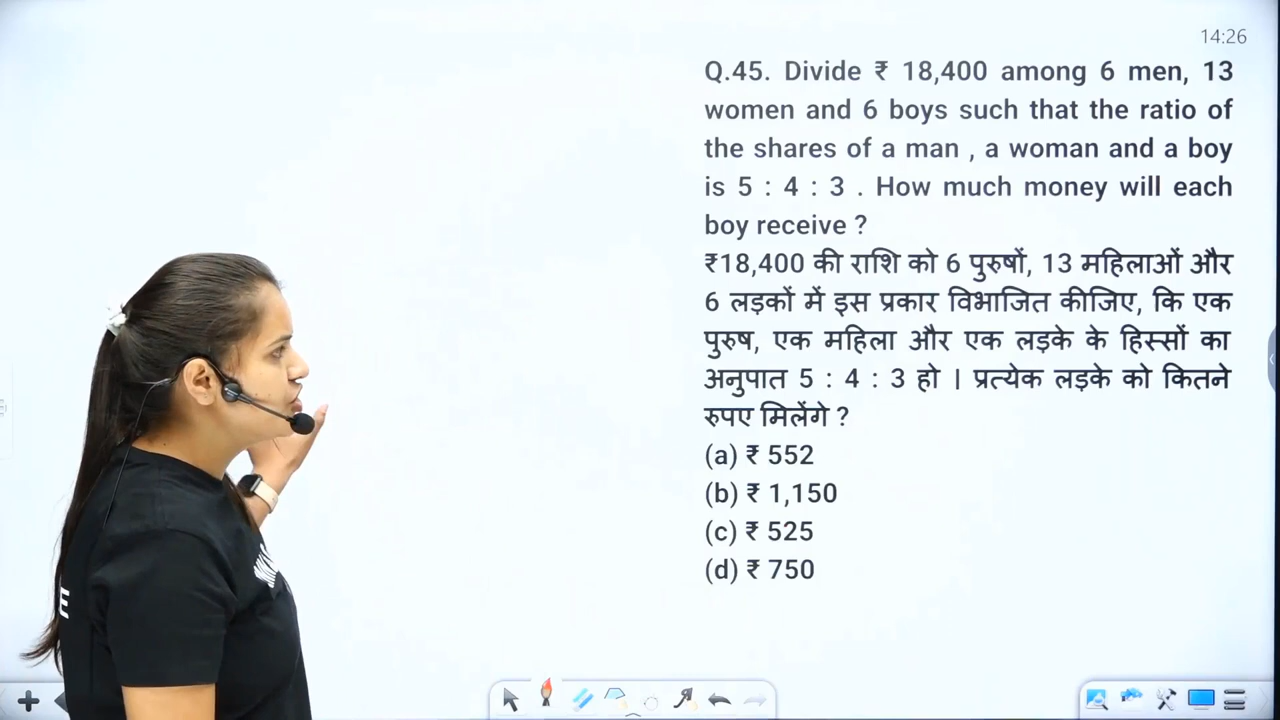 14:26
Q.45. Divide ₹ 18,400 among 6 men, 13
women and 6 boys such that the ratio of
the shares of a man , a woman and a boy
is 5 : 4 : 3 . How much money will each
boy receive ?
₹18,400 की राशि को 6 पुरुषों, 13 महिलाओं और
6 लड़कों में इस प्रकार विभाजित कीजिए, कि एक
पुरुष, एक महिला और एक लड़के के हिस्सों का
अनुपात 5 : 4 : 3 हो । प्रत्येक लड़के को कितने
रुपए मिलेंगे ?
(a) ₹ 552
(b) ₹ 1,150
(c) ₹ 525
(d) ₹ 750
E